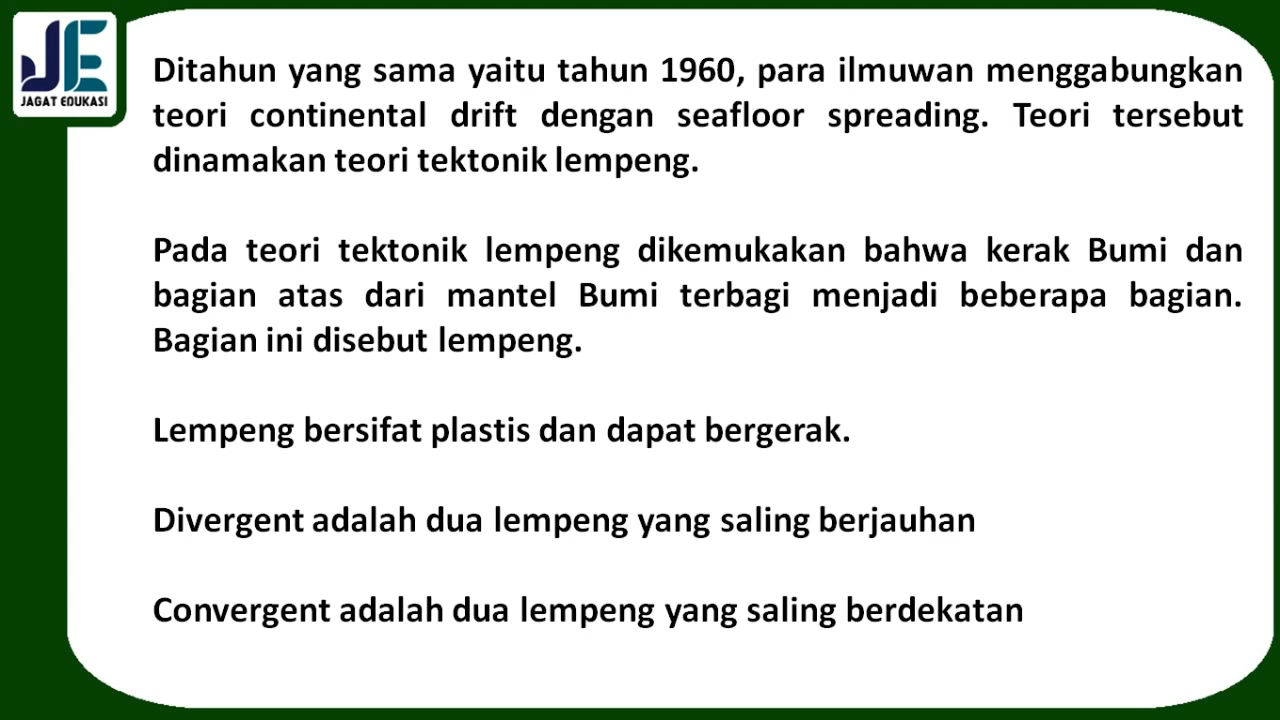 JE
JAGAT EDUKASI
Ditahun yang sama yaitu tahun 1960, para ilmuwan menggabungkan
teori continental drift dengan seafloor spreading. Teori tersebut
dinamakan teori tektonik lempeng.
Pada teori tektonik lempeng dikemukakan bahwa kerak Bumi dan
bagian atas dari mantel Bumi terbagi menjadi beberapa bagian.
Bagian ini disebut lempeng.
Lempeng bersifat plastis dan dapat bergerak.
Divergent adalah dua lempeng yang saling berjauhan
Convergent adalah dua lempeng yang saling berdekatan